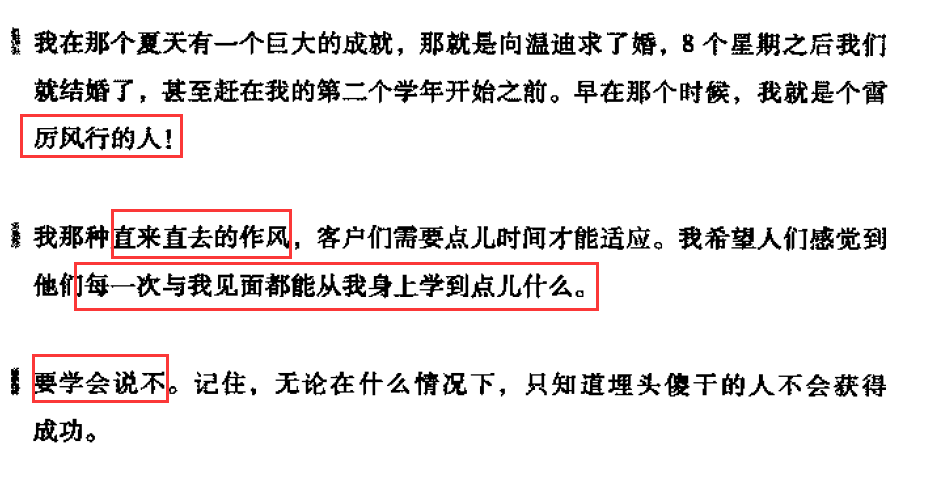 我在那个夏天有一个巨大的成就，那就是向温迪求了婚，8个星期之后我们
就结婚了，甚至赶在我的第二个学年开始之前。早在那个时候，我就是个雷
厉风行的人！
我那种直来直去的作风，客户们需要点儿时间才能适应。我希望人们感觉到
他们每一次与我见面都能从我身上学到点儿什么。
要学会说不。记住，无论在什么情况下，只知道埋头傻干的人不会获得
成功。